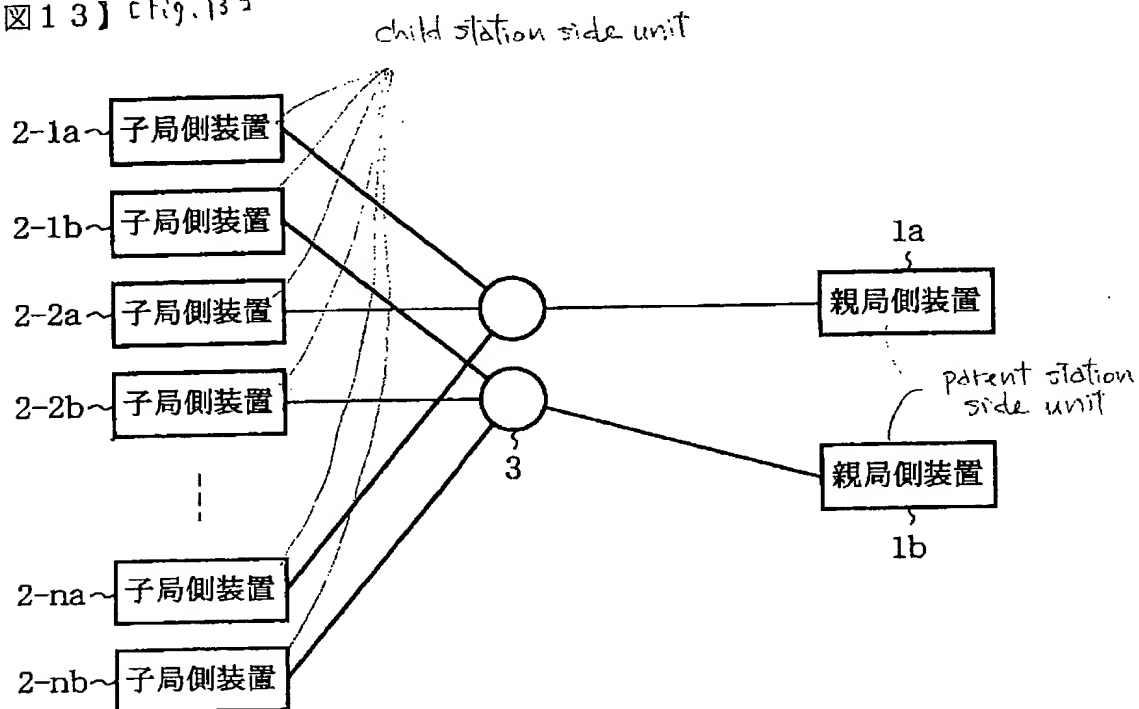 図13】 [Fig. 13]
child station side unit
2-1a 子局側装置
2-1b 子局側装置
2-2a 子局側装置
2-2b 子局側装置
2-na 子局側装置
2-nb 子局側装置
3
1a
親局側装置
parent station
side unit
親局側装置
1b